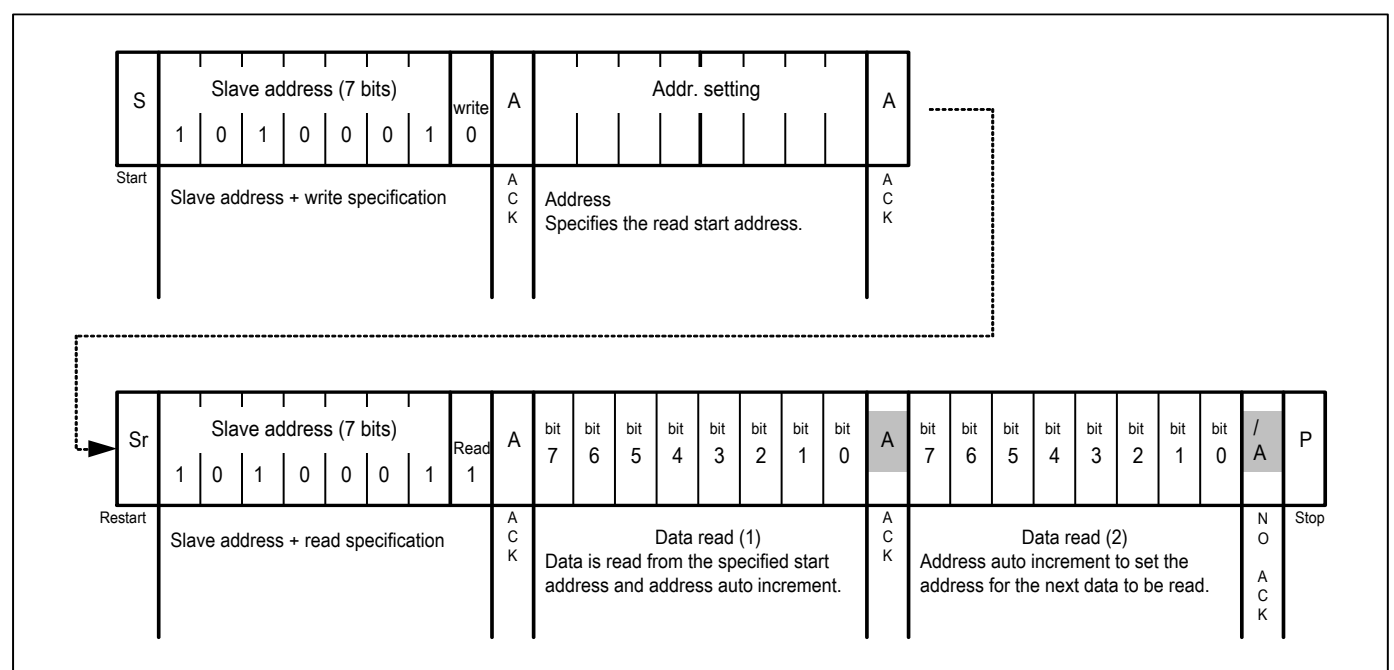 S Slave address (7 bits) write A Addr. setting A
1 0 1 0 0 0 1 0
Start
Slave address + write specification
A
C
K
Address
Specifies the read start address.
A
C
K
Sr Slave address (7 bits) Read A bit bit bit bit bit bit bit bit A bit bit bit bit bit bit bit bit / A P
1 0 1 0 0 0 1 1 7 6 5 4 3 2 1 0 7 6 5 4 3 2 1 0
Restart
Slave address + read specification
A
C
K
Data read (1)
Data is read from the specified start
address and address auto increment.
A
C
K
Data read (2)
Address auto increment to set the
address for the next data to be read.
N
O
A
C
K
Stop